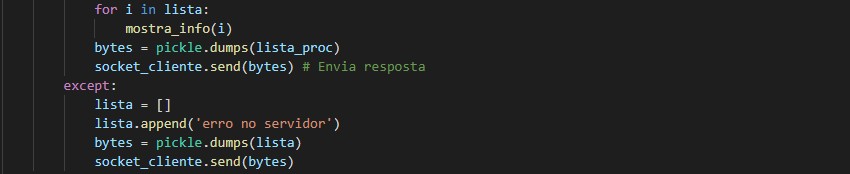 for i in lista:
mostra_info(i)
bytes = pickle.dumps(lista_proc)
socket_cliente.send(bytes) # Envia resposta
except:
lista = []
lista.append('erro no servidor')
bytes = pickle.dumps(lista)
socket_cliente.send(bytes)